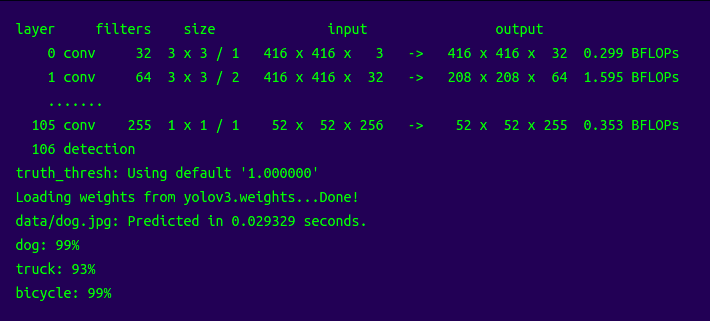 layer     filters    size              input                output
    0 conv     32  3 x 3 / 1   416 x 416 x   3   ->   416 x 416 x  32  0.299 BFLOPs
    1 conv     64  3 x 3 / 2   416 x 416 x  32   ->   208 x 208 x  64  1.595 BFLOPs
    .......
  105 conv    255  1 x 1 / 1    52 x  52 x 256   ->    52 x  52 x 255  0.353 BFLOPs
  106 detection
truth_thresh: Using default '1.000000'
Loading weights from yolov3.weights...Done!
data/dog.jpg: Predicted in 0.029329 seconds.
dog: 99%
truck: 93%
bicycle: 99%